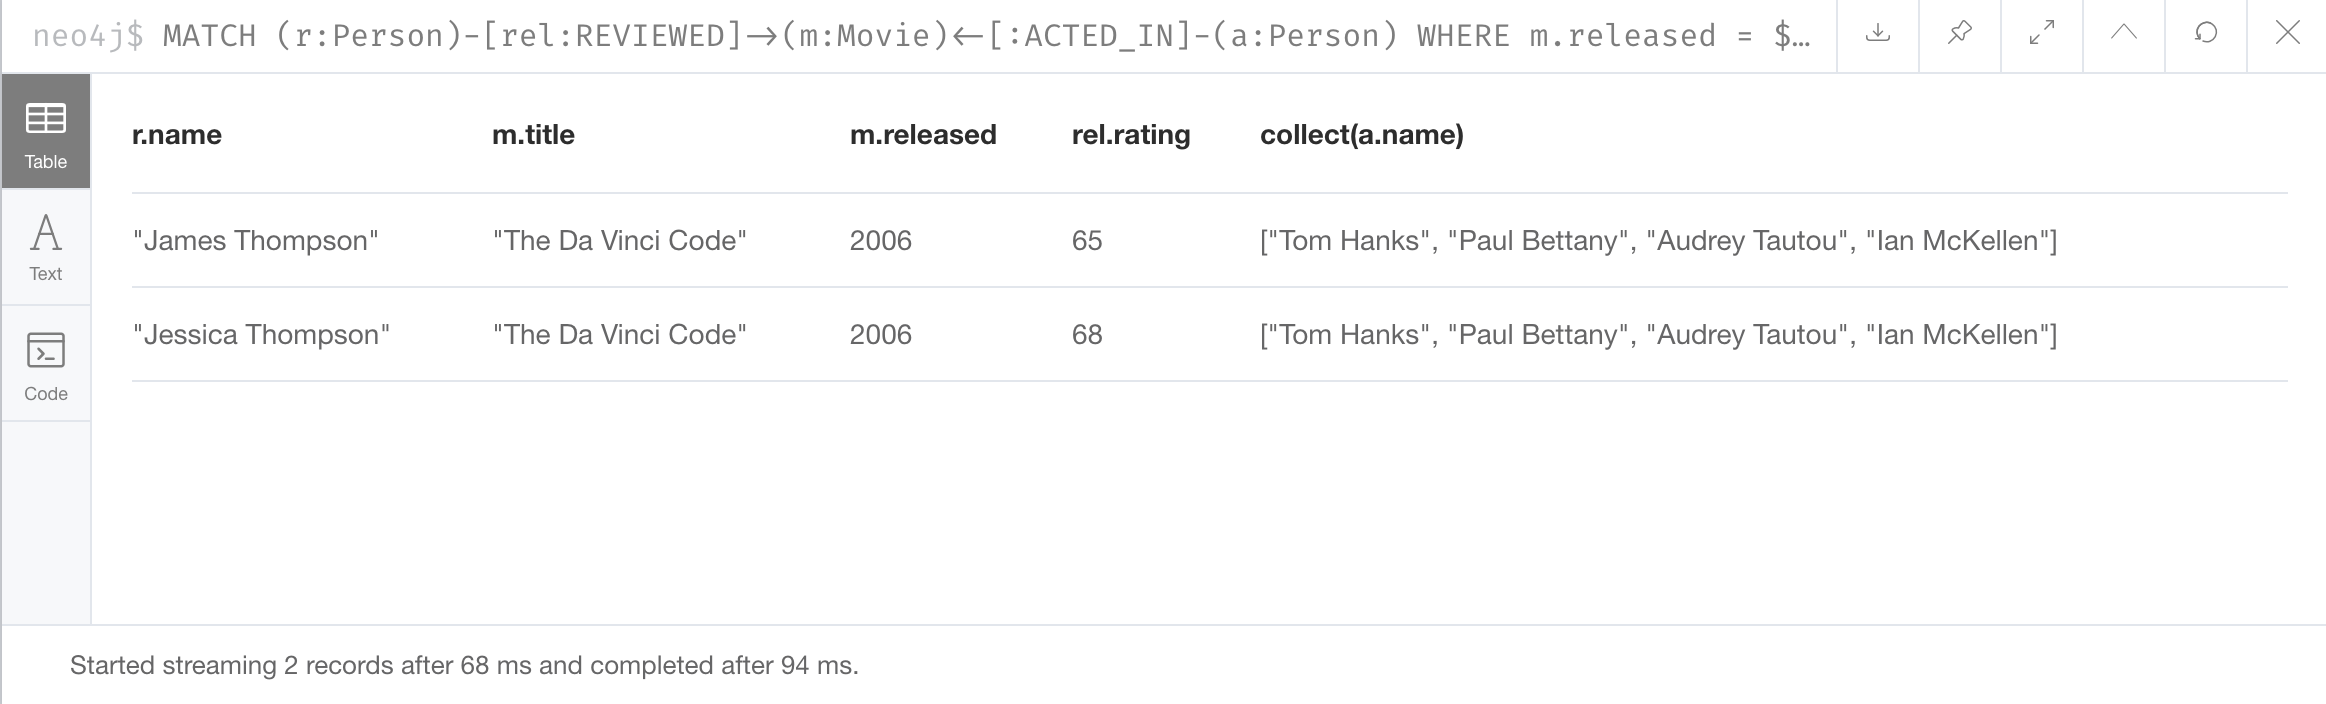 neo4j$ MATCH (r:Person)-[rel:REVIEWED]->(m:Movie)<-[:ACTED_IN]-(a:Person) WHERE m.released = $…
Table
r.name m.title m.released rel.rating collect(a.name)
"James Thompson" "The Da Vinci Code" 2006 65 ["Tom Hanks", "Paul Bettany", "Audrey Tautou", "Ian McKellen"]
Text
"Jessica Thompson" "The Da Vinci Code" 2006 68 ["Tom Hanks", "Paul Bettany", "Audrey Tautou", "Ian McKellen"]
Code
Started streaming 2 records after 68 ms and completed after 94 ms.